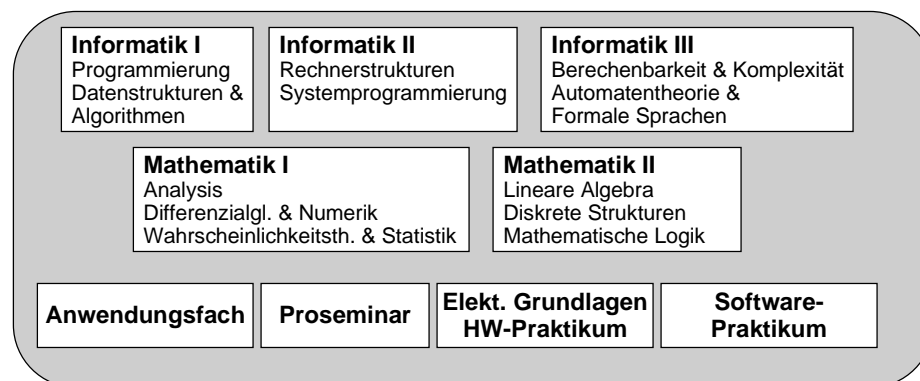 Informatik I
Programmierung
Datenstrukturen &
Algorithmen
Informatik II
Rechnerstrukturen
Systemprogrammierung
Informatik III
Berechenbarkeit & Komplexität
Automatentheorie &
Formale Sprachen
Mathematik I
Analysis
Differenzialgl. & Numerik
Wahrscheinlichkeitsth. & Statistik
Mathematik II
Lineare Algebra
Diskrete Strukturen
Mathematische Logik
Anwendungsfach
Proseminar
Elekt. Grundlagen
HW-Praktikum
Software-
Praktikum